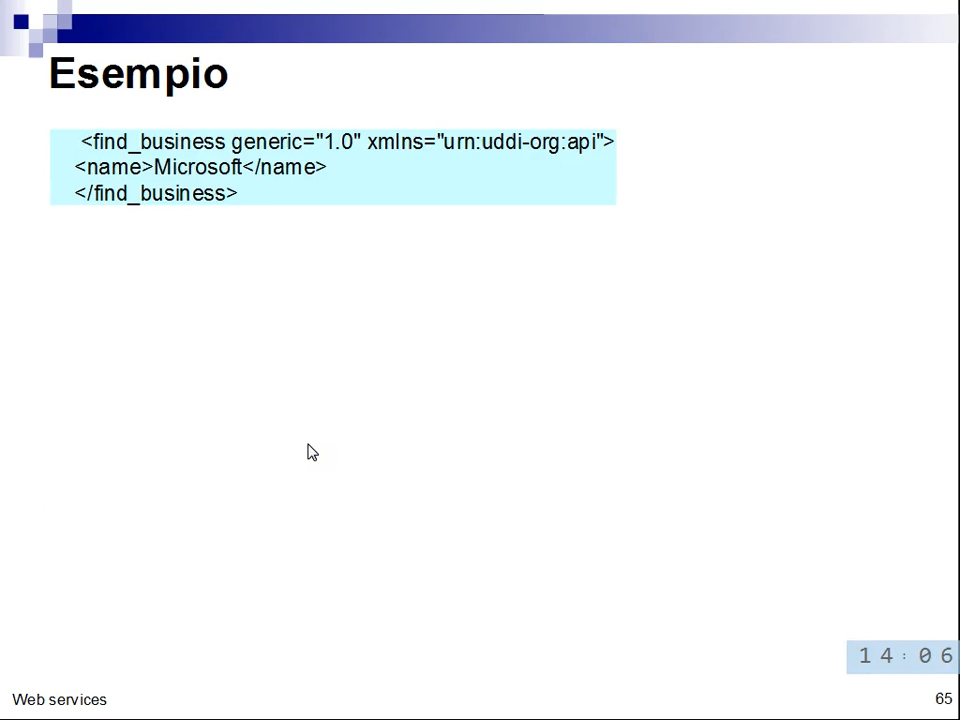 Esempio
<find_business generic="1.0" xmlns="urn:uddi-org:api">
<name>Microsoft</name>
</find_business>
14:06
Web services
65